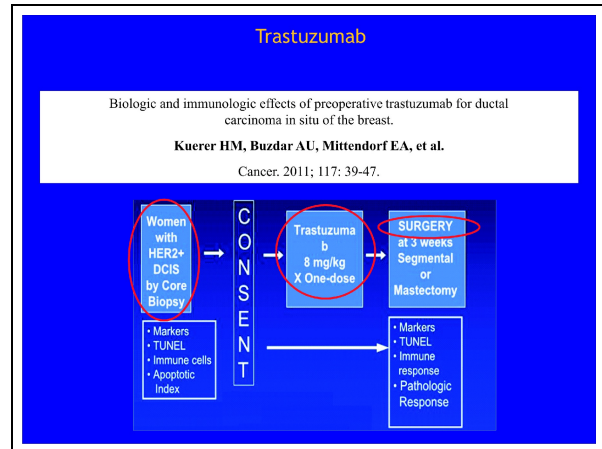 Trastuzumab
Biologic and immunologic effects of preoperative trastuzumab for ductal
carcinoma in situ of the breast.
Kuerer HM, Buzdar AU, Mittendorf EA, et al.
Cancer. 2011; 117: 39-47.
Women
with
HER2+
DCIS
by Core
Biopsy
• Markers
• TUNEL
• Immune cells
• Apoptotic
Index
C
O
N
S
E
N
T
Trastuzuma
b
8 mg/kg
X One-dose
SURGERY
at 3 weeks
Segmental
or
Mastectomy
• Markers
• TUNEL
• Immune
response
• Pathologic
Response